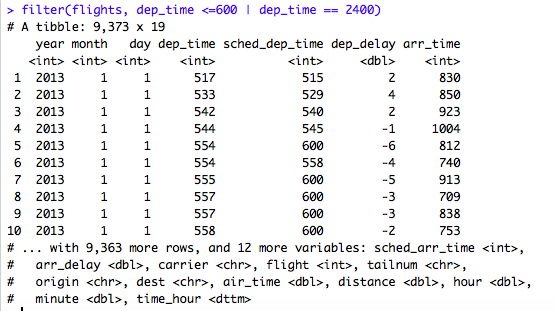 > filter(flights, dep_time <=600 | dep_time == 2400)
# A tibble: 9,373 x 19
    year month   day dep_time sched_dep_time dep_delay arr_time
   <int> <int> <int>    <int>          <int>     <dbl>    <int>
 1  2013     1     1      517            515         2      830
 2  2013     1     1      533            529         4      850
 3  2013     1     1      542            540         2      923
 4  2013     1     1      544            545        -1     1004
 5  2013     1     1      554            600        -6      812
 6  2013     1     1      554            558        -4      740
 7  2013     1     1      555            600        -5      913
 8  2013     1     1      557            600        -3      709
 9  2013     1     1      557            600        -3      838
10  2013     1     1      558            600        -2      753
# ... with 9,363 more rows, and 12 more variables: sched_arr_time <int>,
#   arr_delay <dbl>, carrier <chr>, flight <int>, tailnum <chr>,
#   origin <chr>, dest <chr>, air_time <dbl>, distance <dbl>, hour <dbl>,
#   minute <dbl>, time_hour <dttm>